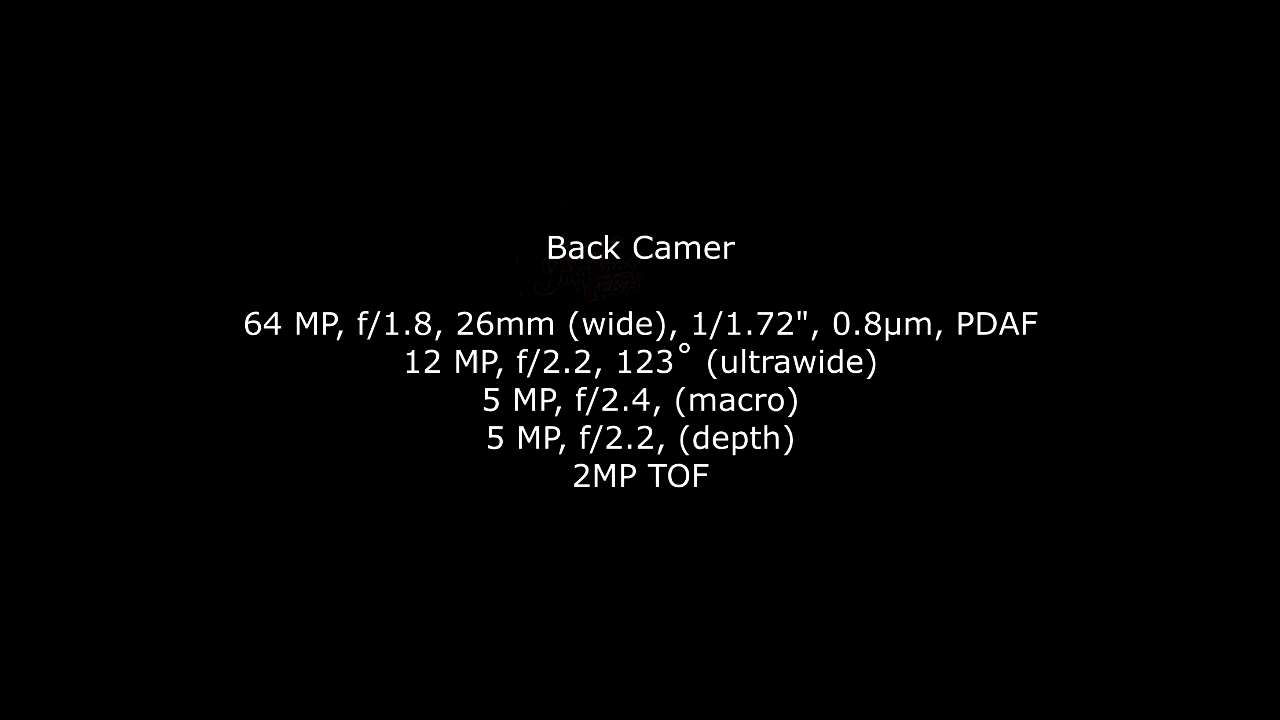 Back Camer
64 MP, f/1.8, 26mm (wide), 1/1.72", 0.8µm, PDAF
12 MP, f/2.2, 123˚ (ultrawide)
5 MP, f/2.4, (macro)
5 MP, f/2.2, (depth)
2MP TOF